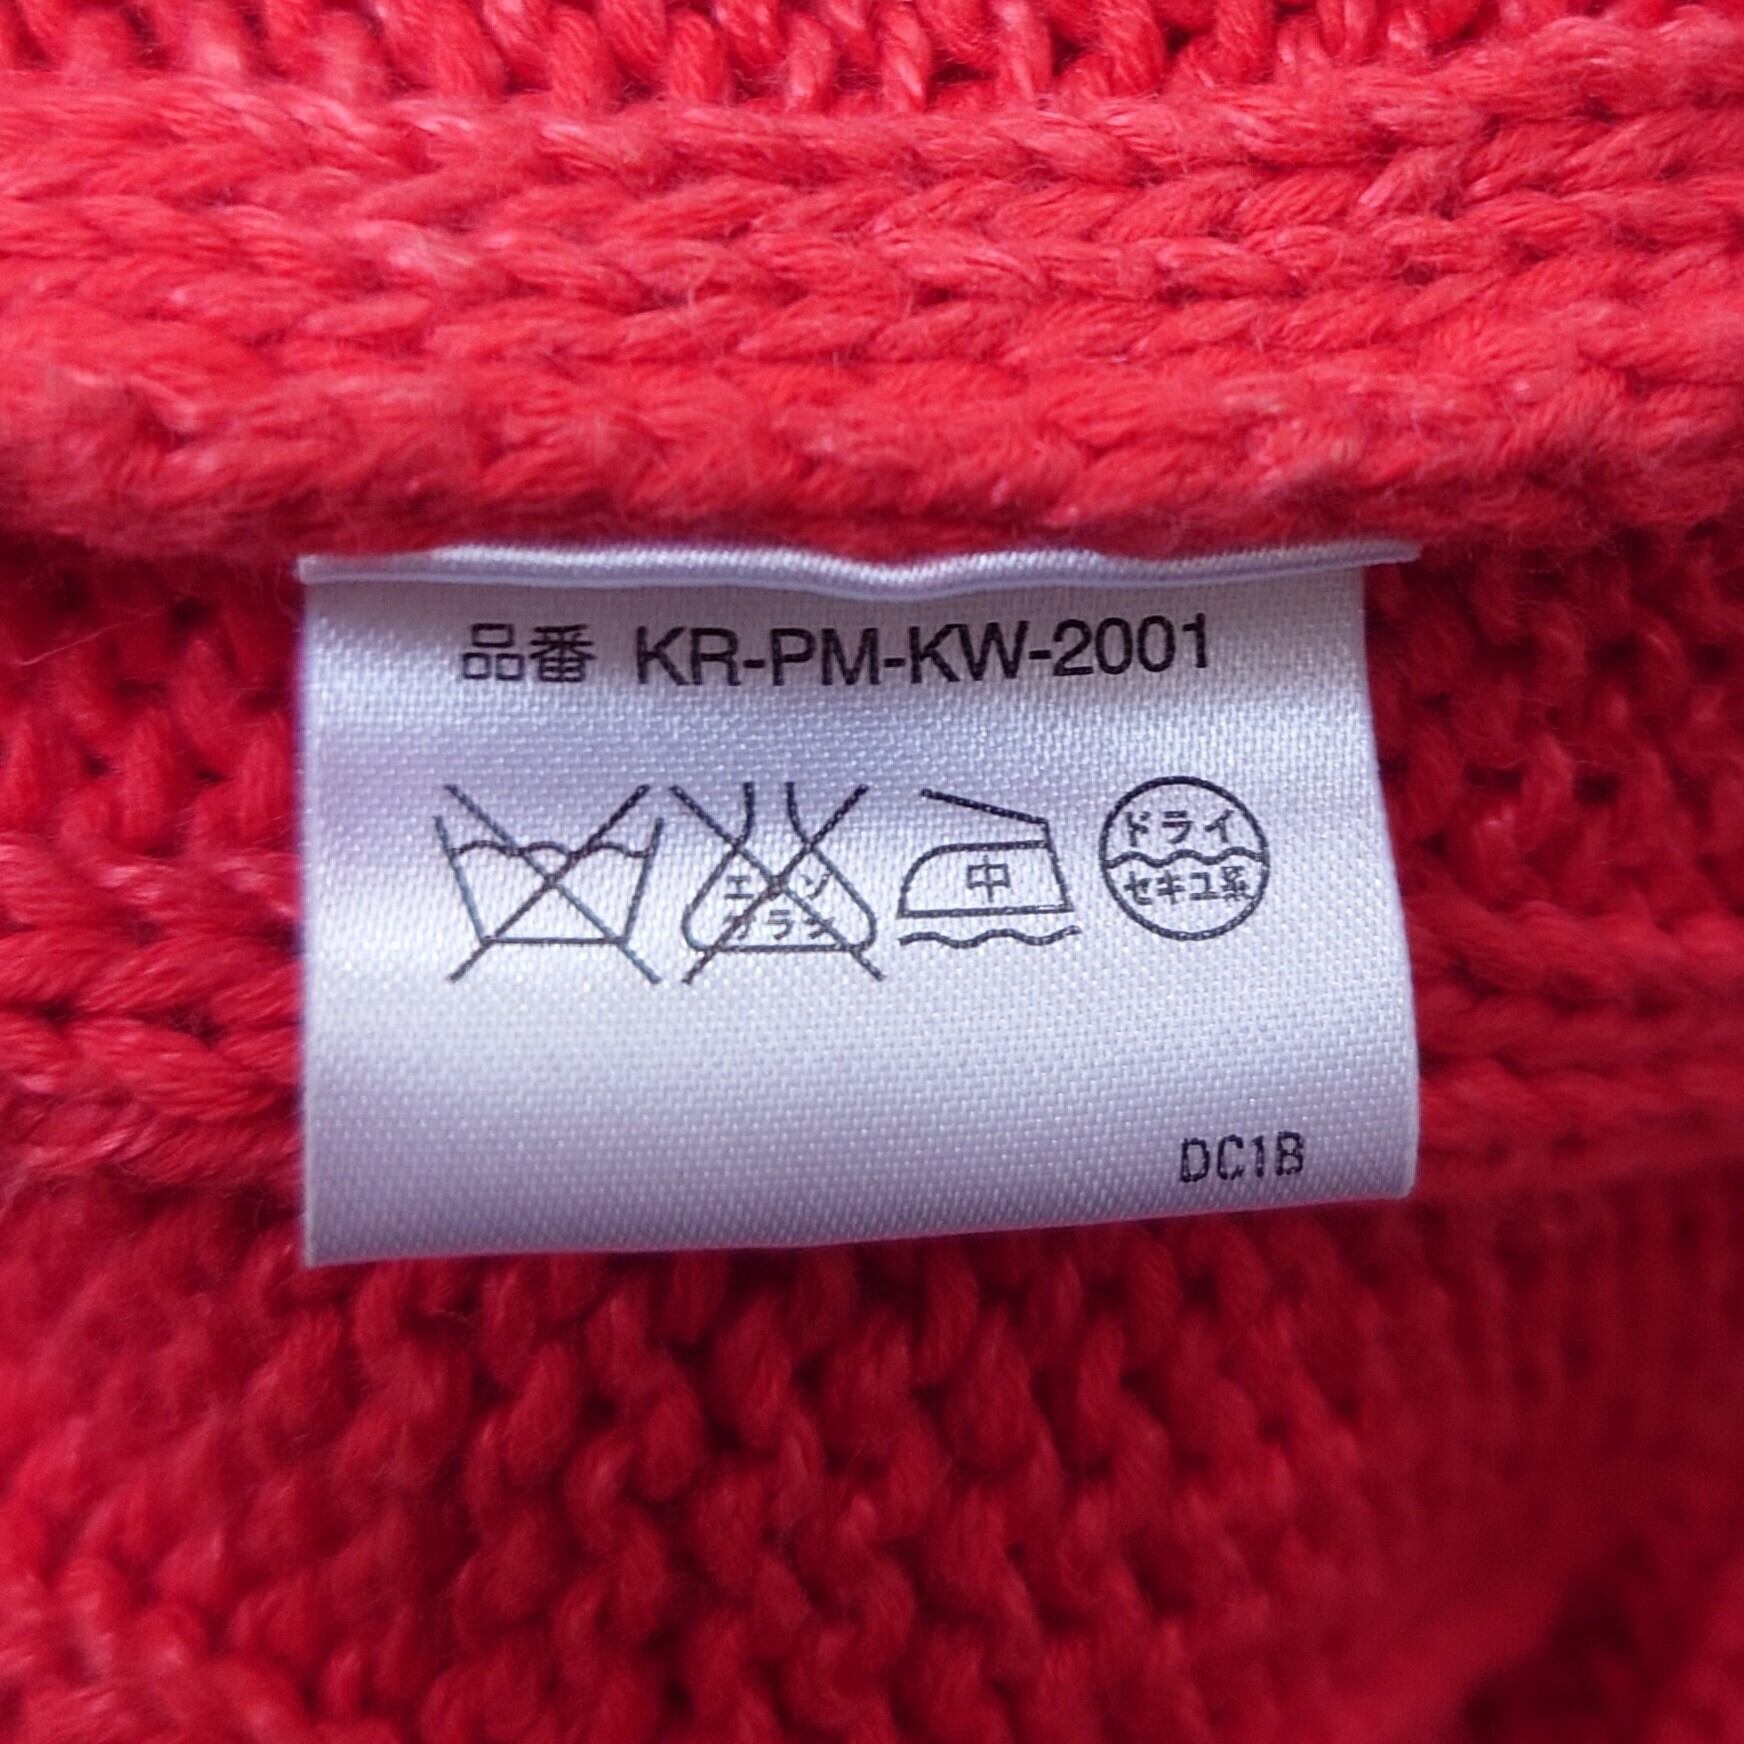 品番 KR-PM-KW-2001
エンソ
サラシ
中
ドライ
セキユ系
DC1B